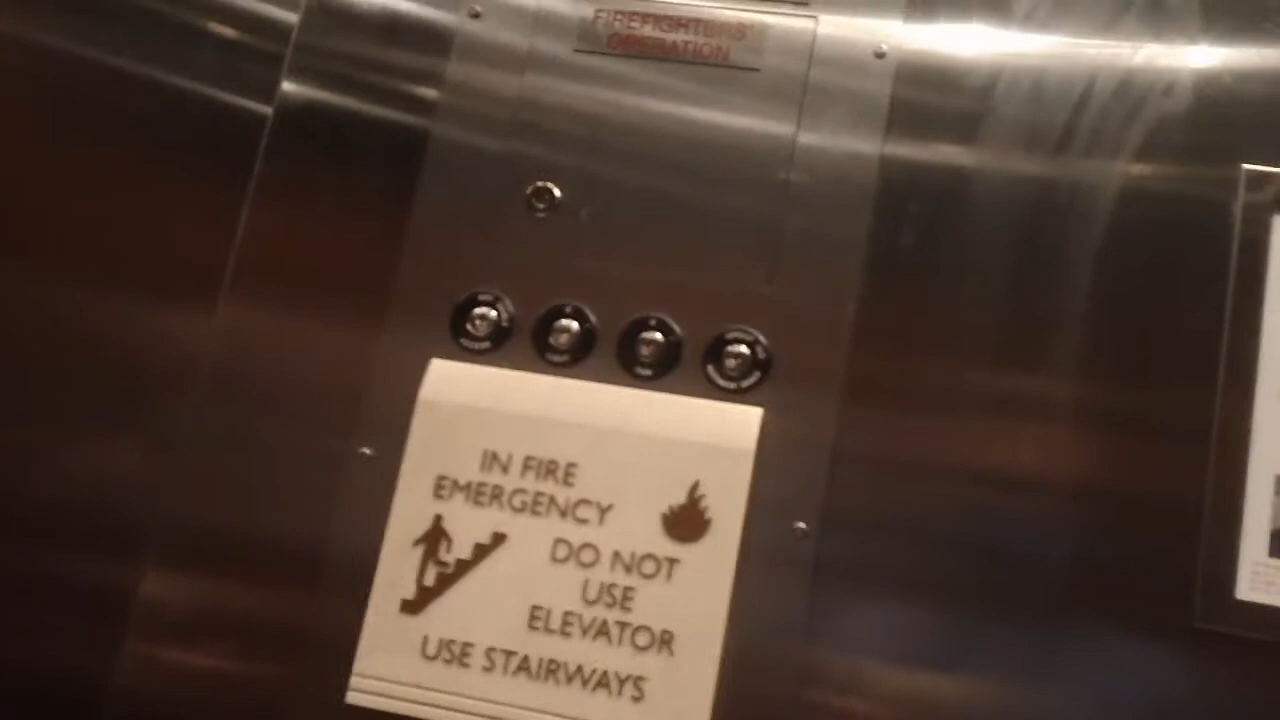 FIREFIGHTERS'
OPERATION
IN FIRE
EMERGENCY
DO NOT
USE
ELEVATOR
USE STAIRWAYS